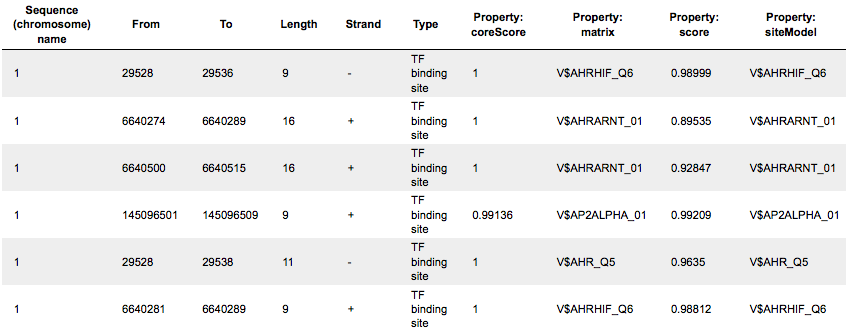 Sequence (chromosome) name From To Length Strand Type Property: coreScore Property: matrix Property: score Property: siteModel
1 29528 29536 9 - TF binding site 1 V$AHRHIF_Q6 0.98999 V$AHRHIF_Q6
1 6640274 6640289 16 + TF binding site 1 V$AHRARNT_01 0.89535 V$AHRARNT_01
1 6640500 6640515 16 + TF binding site 1 V$AHRARNT_01 0.92847 V$AHRARNT_01
1 145096501 145096509 9 + TF binding site 0.99136 V$AP2ALPHA_01 0.99209 V$AP2ALPHA_01
1 29528 29538 11 - TF binding site 1 V$AHR_Q5 0.9635 V$AHR_Q5
1 6640281 6640289 9 + TF binding site 1 V$AHRHIF_Q6 0.98812 V$AHRHIF_Q6